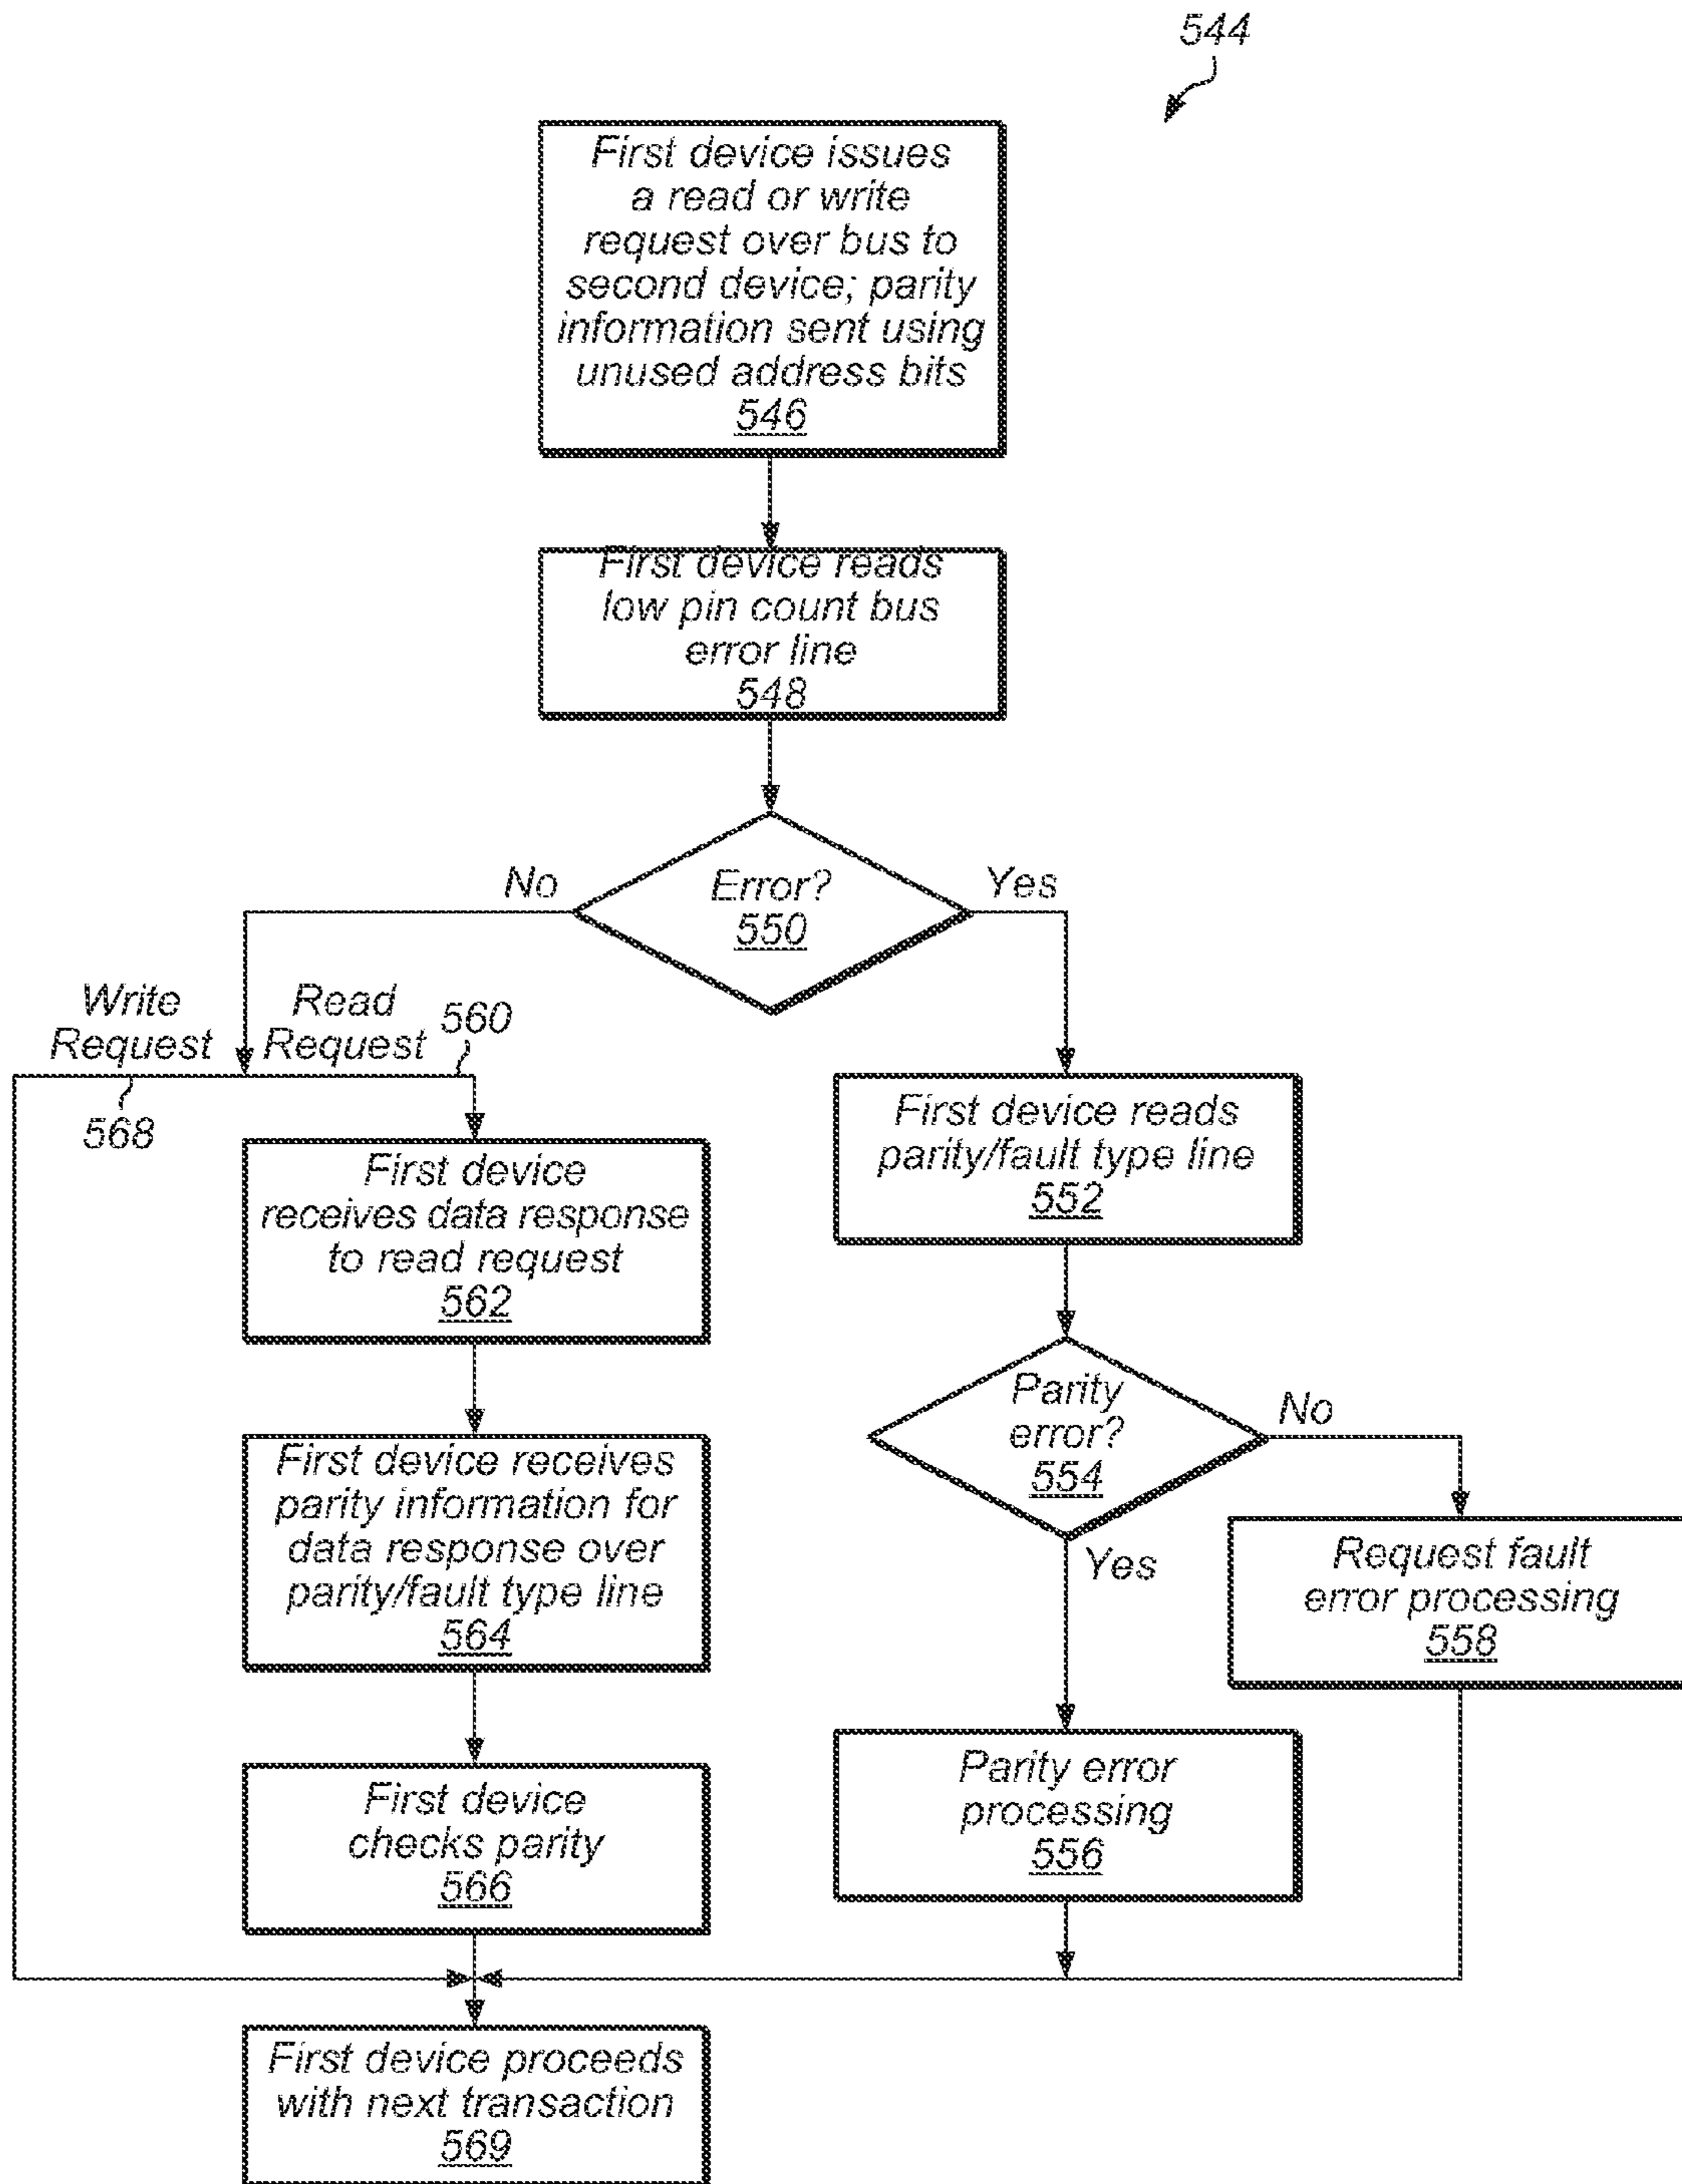 544
First device issues
a read or write
request over bus to
second device; parity
information sent using
unused address bits
546
First device reads
low pin count bus
error line
548
No
Error?
550
Yes
Write
Request
Read
Request
560
568
First device
receives data response
to read request
562
First device reads
parity/fault type line
552
Parity
error?
554
No
Yes
First device receives
parity information for
data response over
parity/fault type line
564
Request fault
error processing
558
Parity error
processing
556
First device
checks parity
566
First device proceeds
with next transaction
569